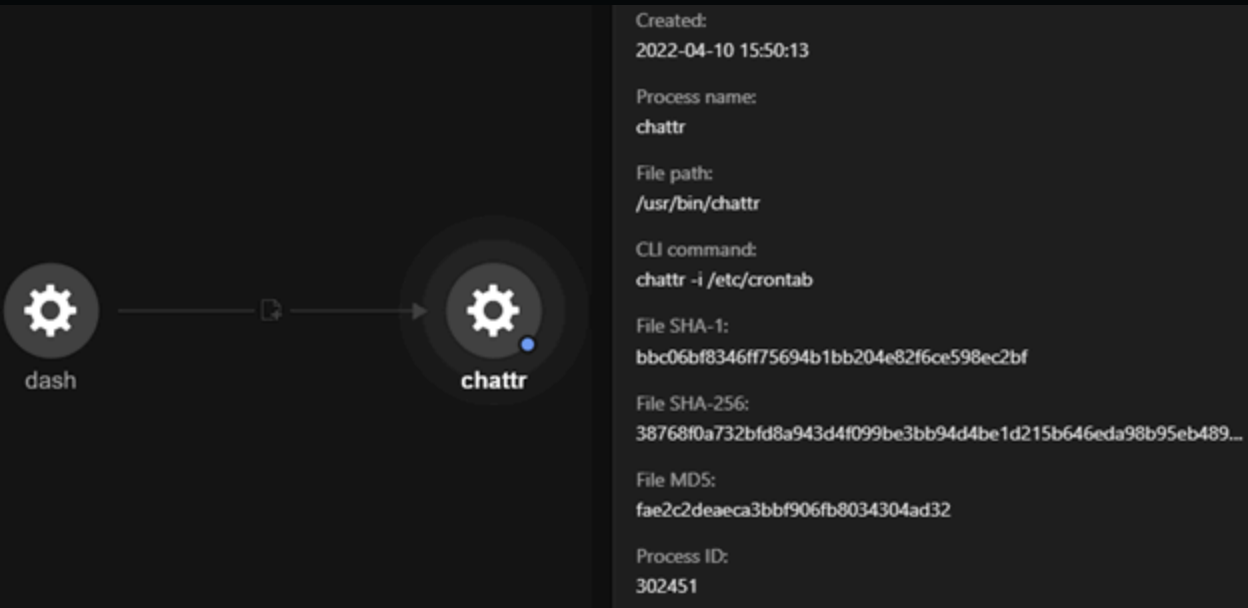 dash
chattr
Created:
2022-04-10 15:50:13
Process name:
chattr
File path:
/usr/bin/chattr
CLI command:
chattr -i /etc/crontab
File SHA-1:
bbc06bf8346ff75694b1bb204e82f6ce598ec2bf
File SHA-256:
38768f0a732bfd8a943d4f099be3bb94d4be1d215b646eda98b95eb489...
File MD5:
fae2c2deaeca3bbf906fb8034304ad32
Process ID:
302451